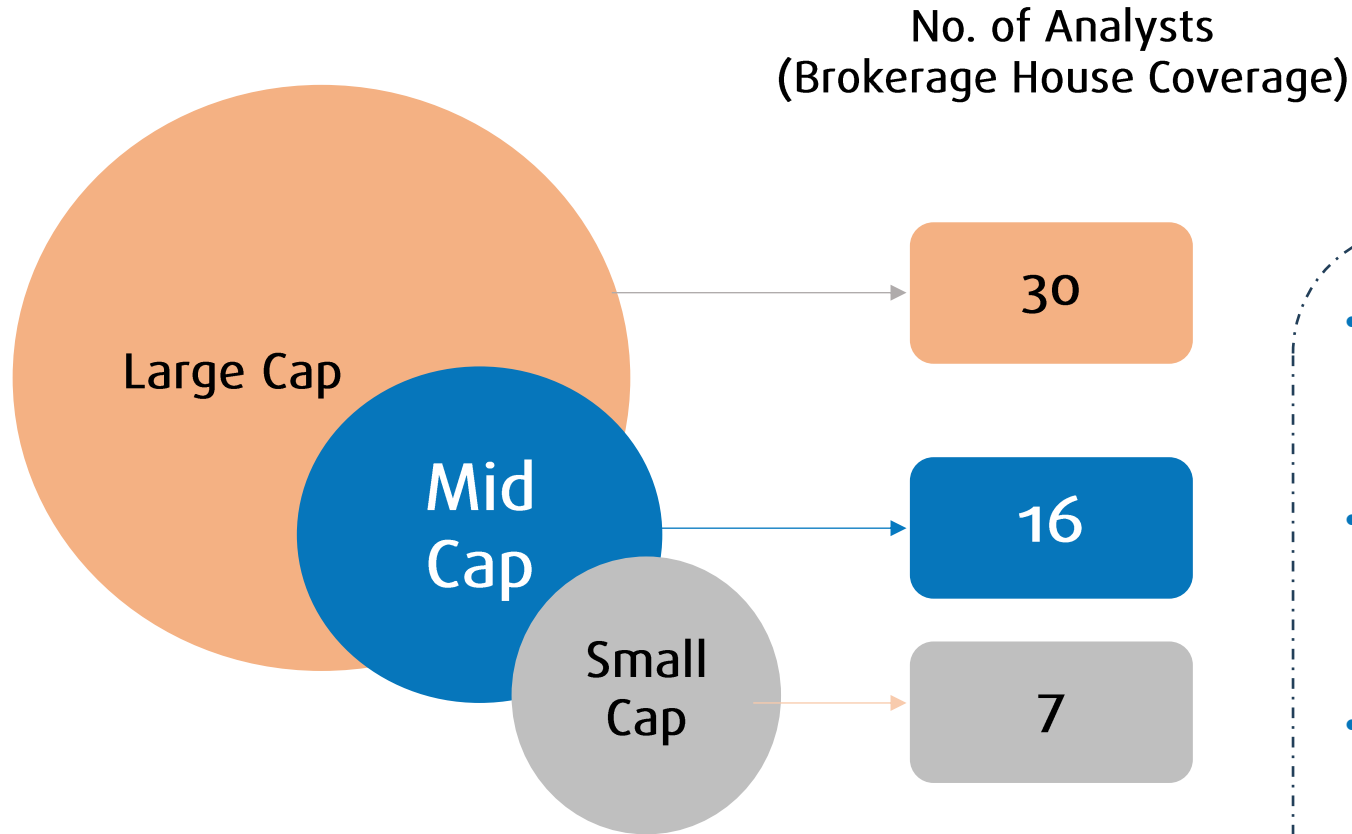 No. of Analysts
(Brokerage House Coverage)
Large Cap
30
Mid
Cap
16
Small
Cap
7